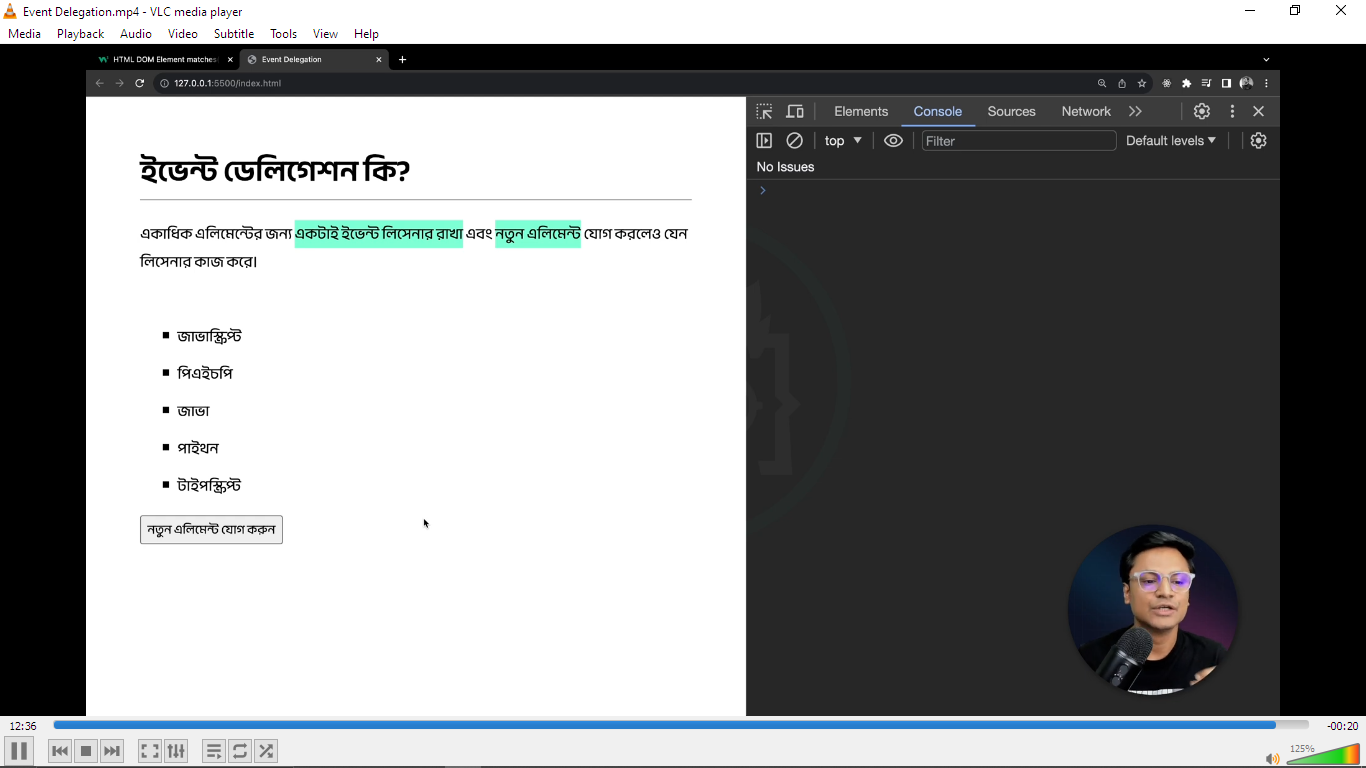 Event Delegation.mp4 - VLC media player
Media Playback Audio Video Subtitle Tools View Help
HTML DOM Element matches Event Delegation
127.0.0.1:5500/index.html
Elements Console Sources Network
top Filter Default levels
No Issues
ইভেন্ট ডেলিগেশন কি?
একাধিক এলিমেন্টের জন্য একটাই ইভেন্ট লিসেনার রাখা এবং নতুন এলিমেন্ট যোগ করলেও যেন
লিসেনার কাজ করে।
জাভাস্ক্রিপ্ট
পিএইচপি
জাভা
পাইথন
টাইপস্ক্রিপ্ট
নতুন এলিমেন্ট যোগ করুন
12:36 -00:20
125%